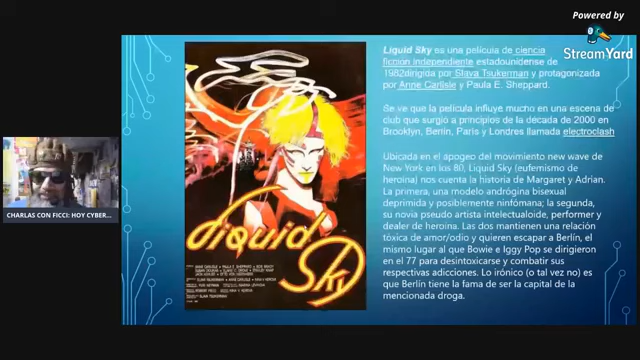 Powered by
StreamYard
Liquid Sky es una película de ciencia
ficción independiente estadounidense de
1982dirigida por Slava Tsukerman y protagonizada
por Anne Carlisle y Paula E. Sheppard.
Se ve que la película influye mucho en una escena de
club que surgió a principios de la década de 2000 en
Brooklyn, Berlín, París y Londres llamada electroclash
Ubicada en el apogeo del movimiento new wave de
New York en los 80, Liquid Sky (eufemismo de
heroína) nos cuenta la historia de Margaret y Adrian.
La primera, una modelo andrógina bisexual
deprimida y posiblemente ninfómana; la segunda,
su novia pseudo artista intelectualoide, performer y
dealer de heroína. Las dos mantienen una relación
tóxica de amor/odio y quieren escapar a Berlín, el
mismo lugar al que Bowie e Iggy Pop se dirigieron
en el 77 para desintoxicarse y combatir sus
respectivas adicciones. Lo irónico (o tal vez no) es
que Berlín tiene la fama de ser la capital de la
mencionada droga.
liquid
Sky
CHARLAS CON FICCI: HOY CYBER...